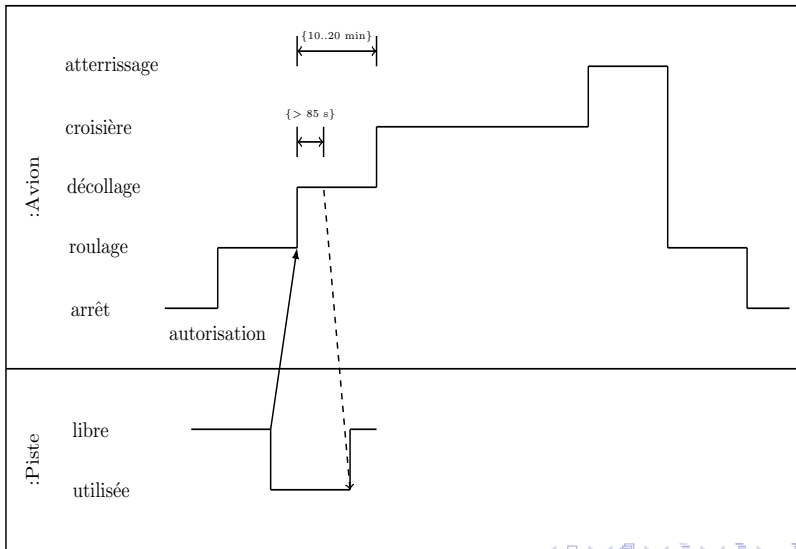 {10..20 min}
atterrissage
{> 85 s}
croisière
:Avion
décollage
roulage
arrêt
autorisation
:Piste
libre
utilisée